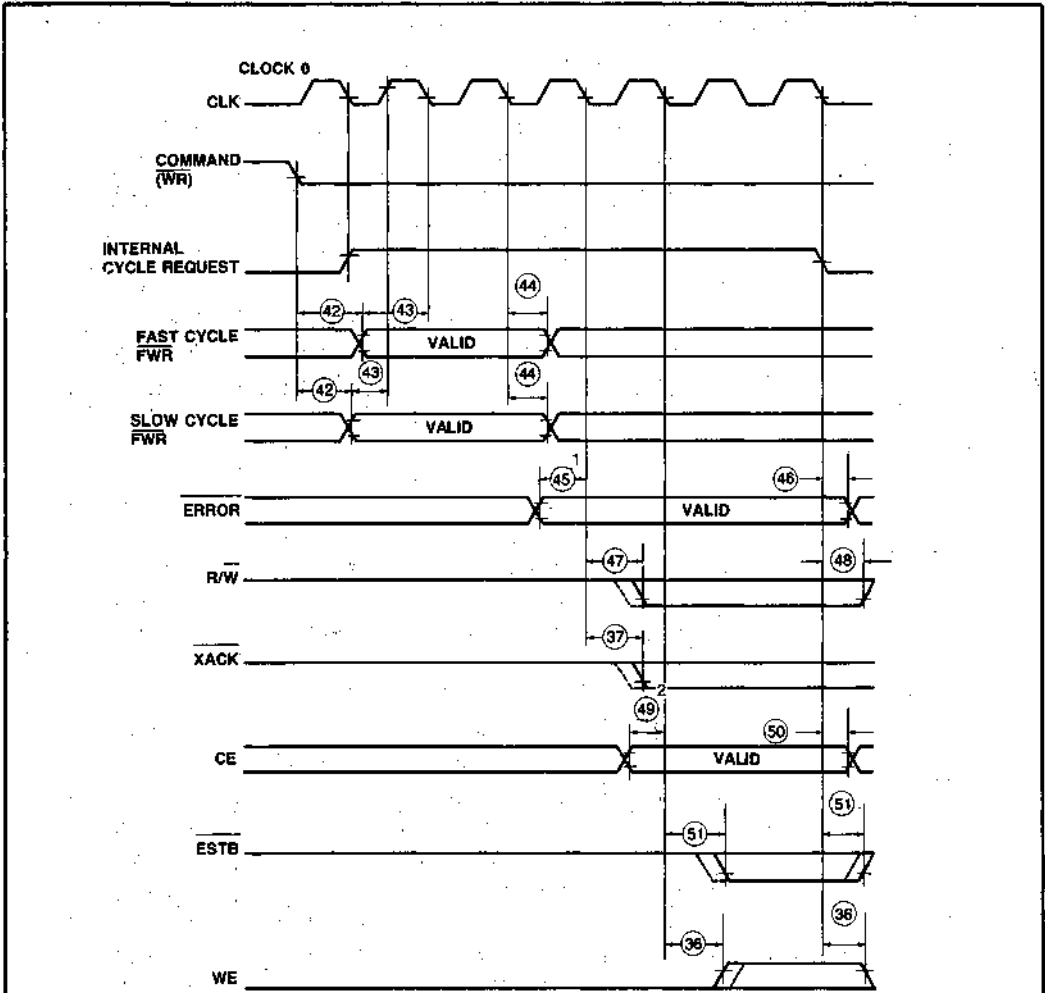 CLOCK 0
CLK
COMMAND
(WR)
INTERNAL
CYCLE REQUEST
44
42
43
FAST CYCLE
FWR
VALID
43
44
42
SLOW CYCLE
FWR
VALID
1
45
46
ERROR
VALID
47
48
R/W
37
XACK
2
49
50
CE
VALID
51
51
ESTB
36
36
WE